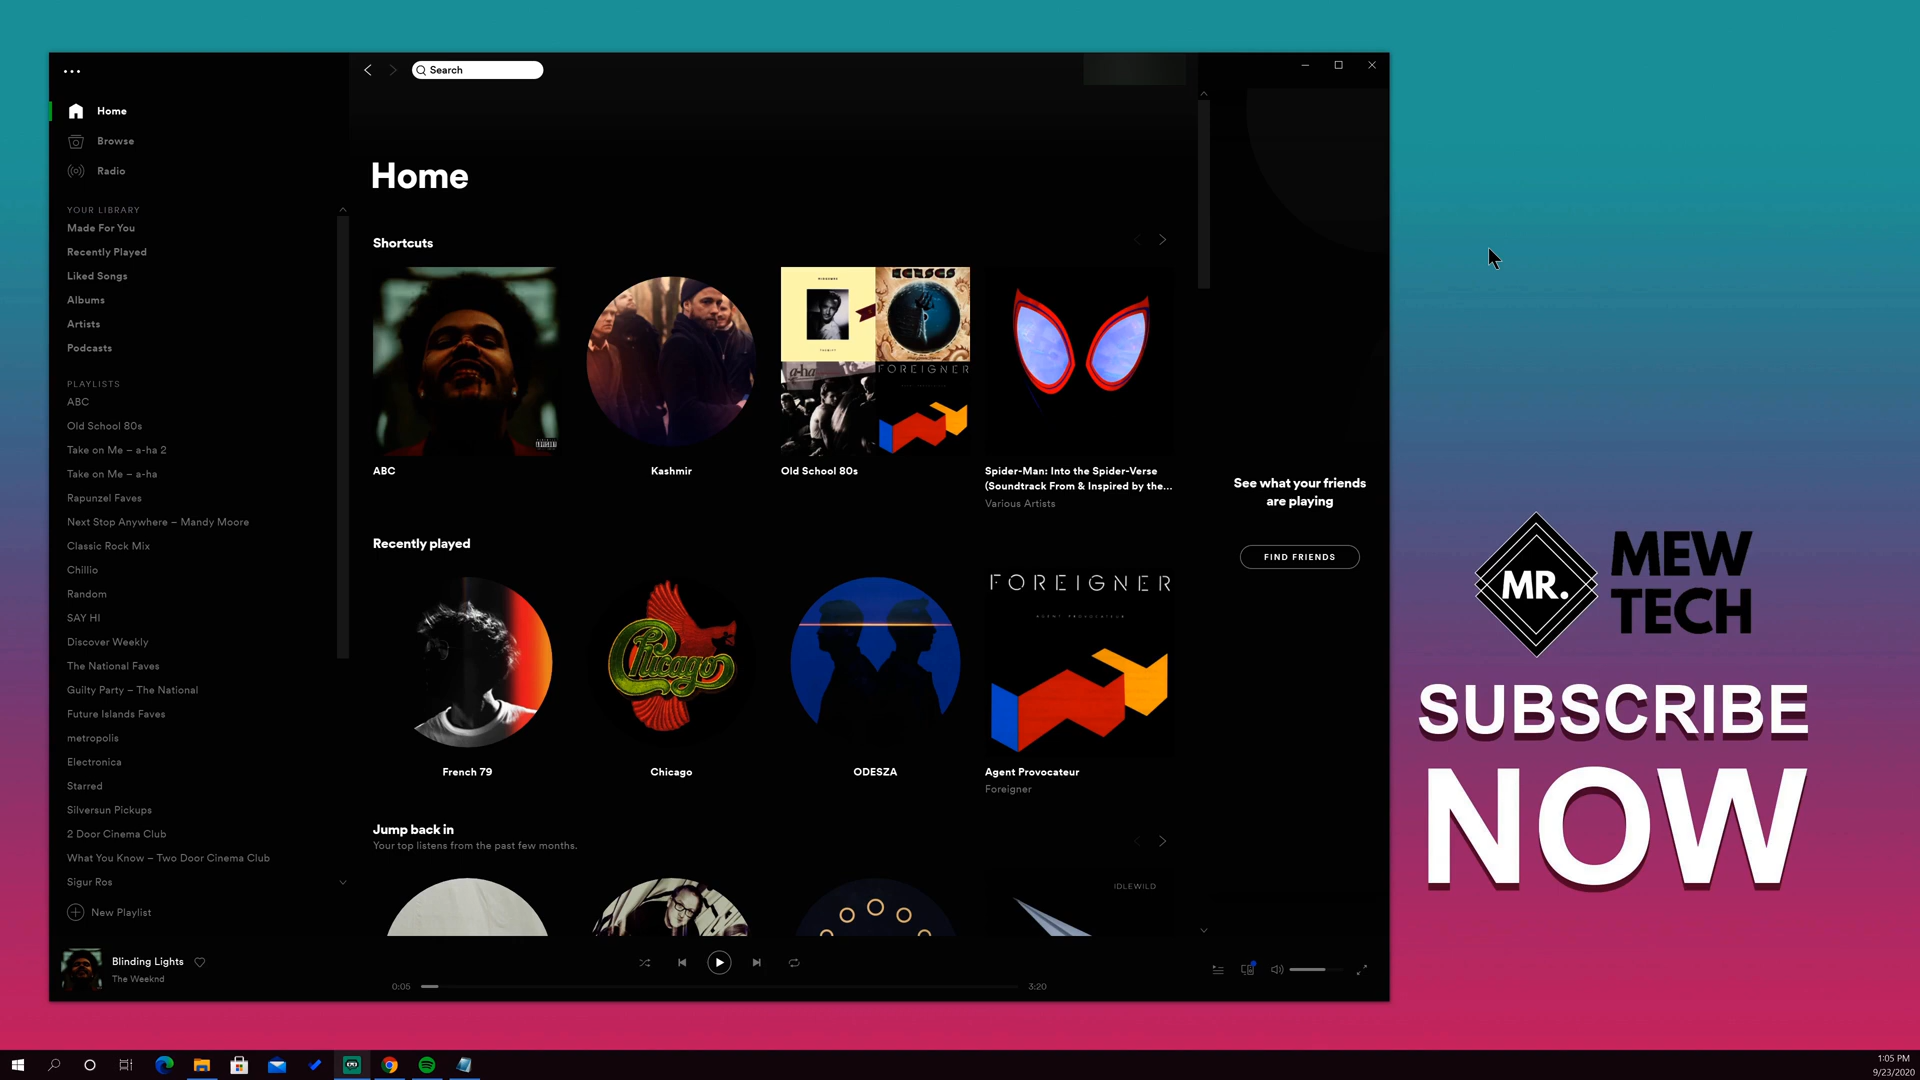 Search
Home
Browse
Radio
YOUR LIBRARY
Made For You
Recently Played
Liked Songs
Albums
Artists
Podcasts
PLAYLISTS
ABC
Old School 80s
Take on Me – a-ha 2
Take on Me – a-ha
Rapunzel Faves
Next Stop Anywhere – Mandy Moore
Classic Rock Mix
Chillio
Random
SAY HI
Discover Weekly
The National Faves
Guilty Party – The National
Future Islands Faves
metropolis
Electronica
Starred
Silversun Pickups
2 Door Cinema Club
What You Know – Two Door Cinema Club
Sigur Ros
New Playlist
Home
Shortcuts
KANSAS
a-ha
FOREIGNER
ABC
Kashmir
Old School 80s
Spider-Man: Into the Spider-Verse
(Soundtrack From & Inspired by the...
Various Artists
Recently played
Chicago
FOREIGNER
AGENT PROVOCATEUR
French 79
Chicago
ODESZA
Agent Provocateur
Foreigner
Jump back in
Your top listens from the past few months.
IDLEWILD
See what your friends
are playing
FIND FRIENDS
Blinding Lights
The Weeknd
0:05
3:20
MR.
MEW
TECH
SUBSCRIBE
NOW
1:05 PM
9/23/2020